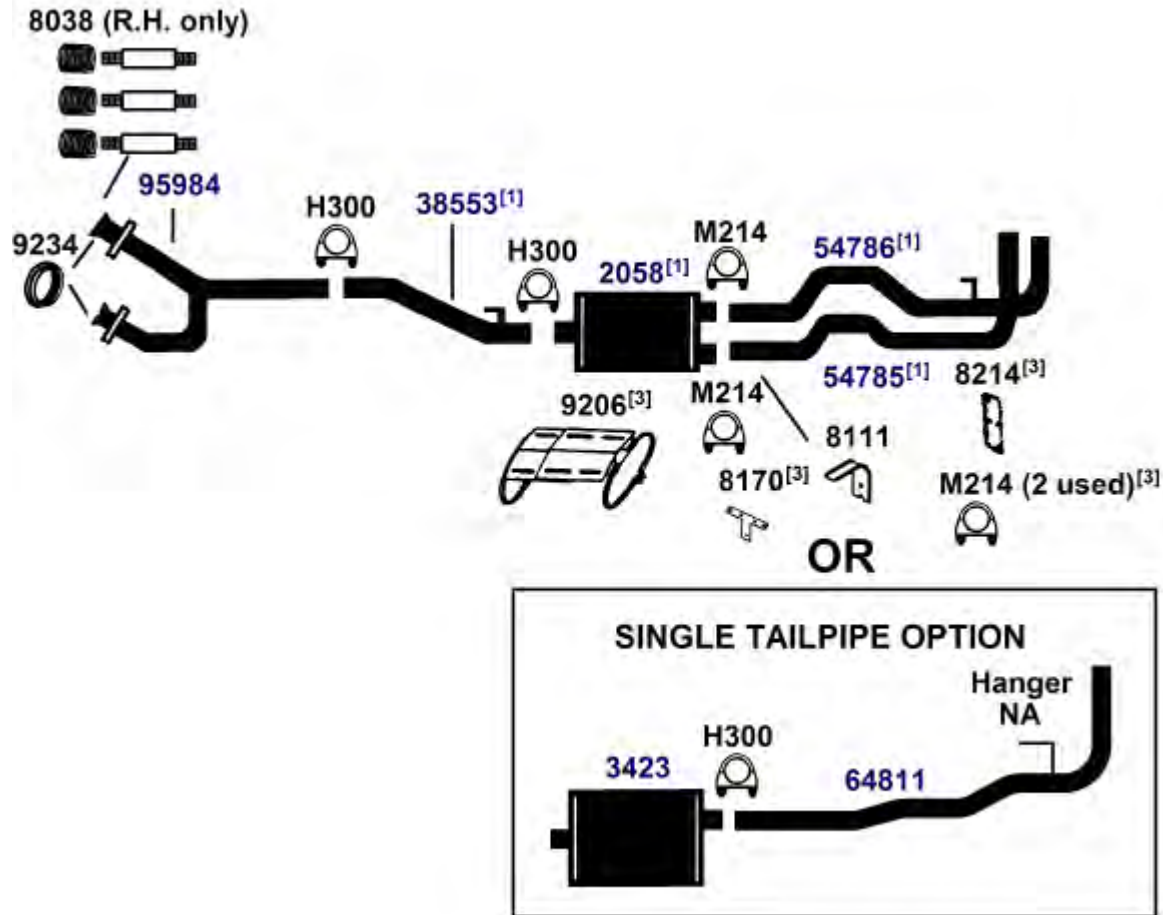 8038 (R.H. only)
95984
9234
H300
38553[1]
H300
2058[1]
M214
54786[1]
54785[1]
8214[3]
9206[3]
M214
8111
8170[3]
M214 (2 used)[3]
OR
SINGLE TAILPIPE OPTION
Hanger
NA
H300
3423
64811